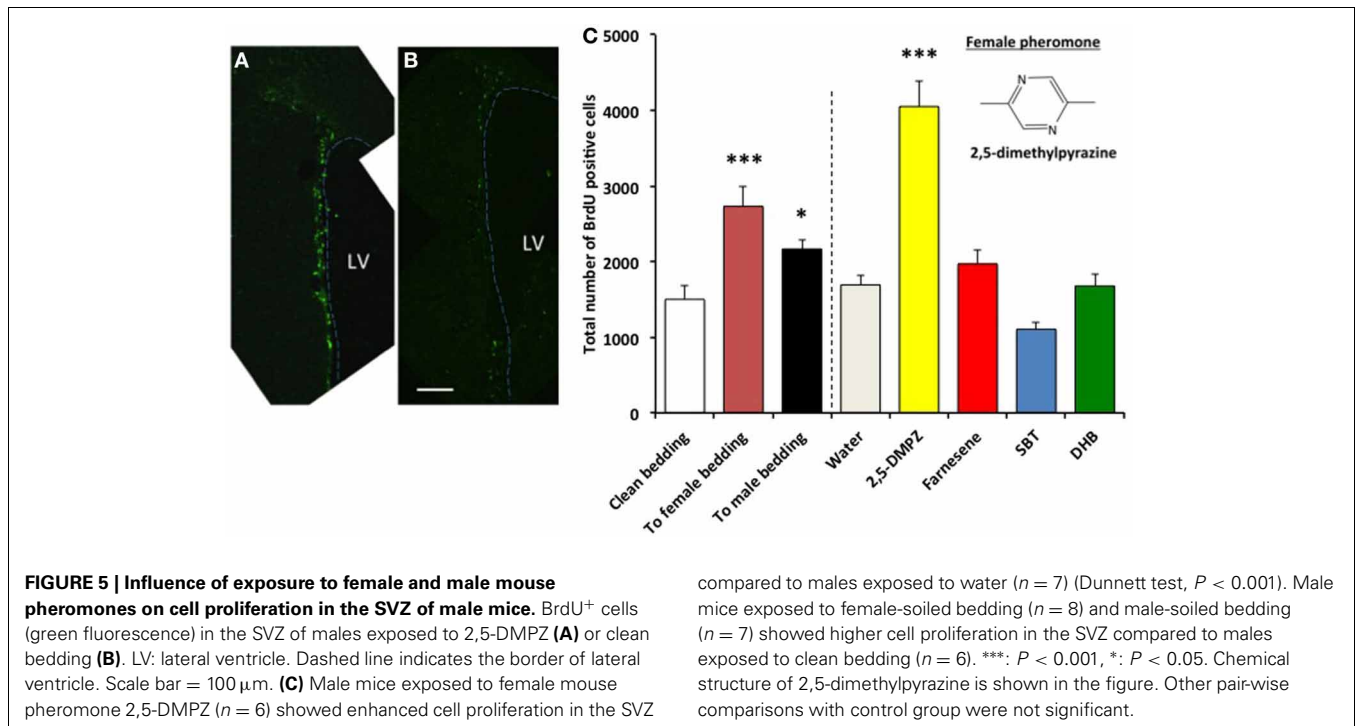 A
B
LV
LV
C
Total number of BrdU positive cells
5000
4000
3000
2000
1000
0
***
*
***
Female pheromone
N
N
2,5-dimethylpyrazine
Clean bedding
To female bedding
To male bedding
Water
2,5-DMPZ
Farnesene
SBT
DHB
FIGURE 5 | Influence of exposure to female and male mouse
pheromones on cell proliferation in the SVZ of male mice. BrdU⁺ cells
(green fluorescence) in the SVZ of males exposed to 2,5-DMPZ (A) or clean
bedding (B). LV: lateral ventricle. Dashed line indicates the border of lateral
ventricle. Scale bar = 100 μm. (C) Male mice exposed to female mouse
pheromone 2,5-DMPZ (n = 6) showed enhanced cell proliferation in the SVZ
compared to males exposed to water (n = 7) (Dunnett test, P < 0.001). Male
mice exposed to female-soiled bedding (n = 8) and male-soiled bedding
(n = 7) showed higher cell proliferation in the SVZ compared to males
exposed to clean bedding (n = 6). ***: P < 0.001, *: P < 0.05. Chemical
structure of 2,5-dimethylpyrazine is shown in the figure. Other pair-wise
comparisons with control group were not significant.